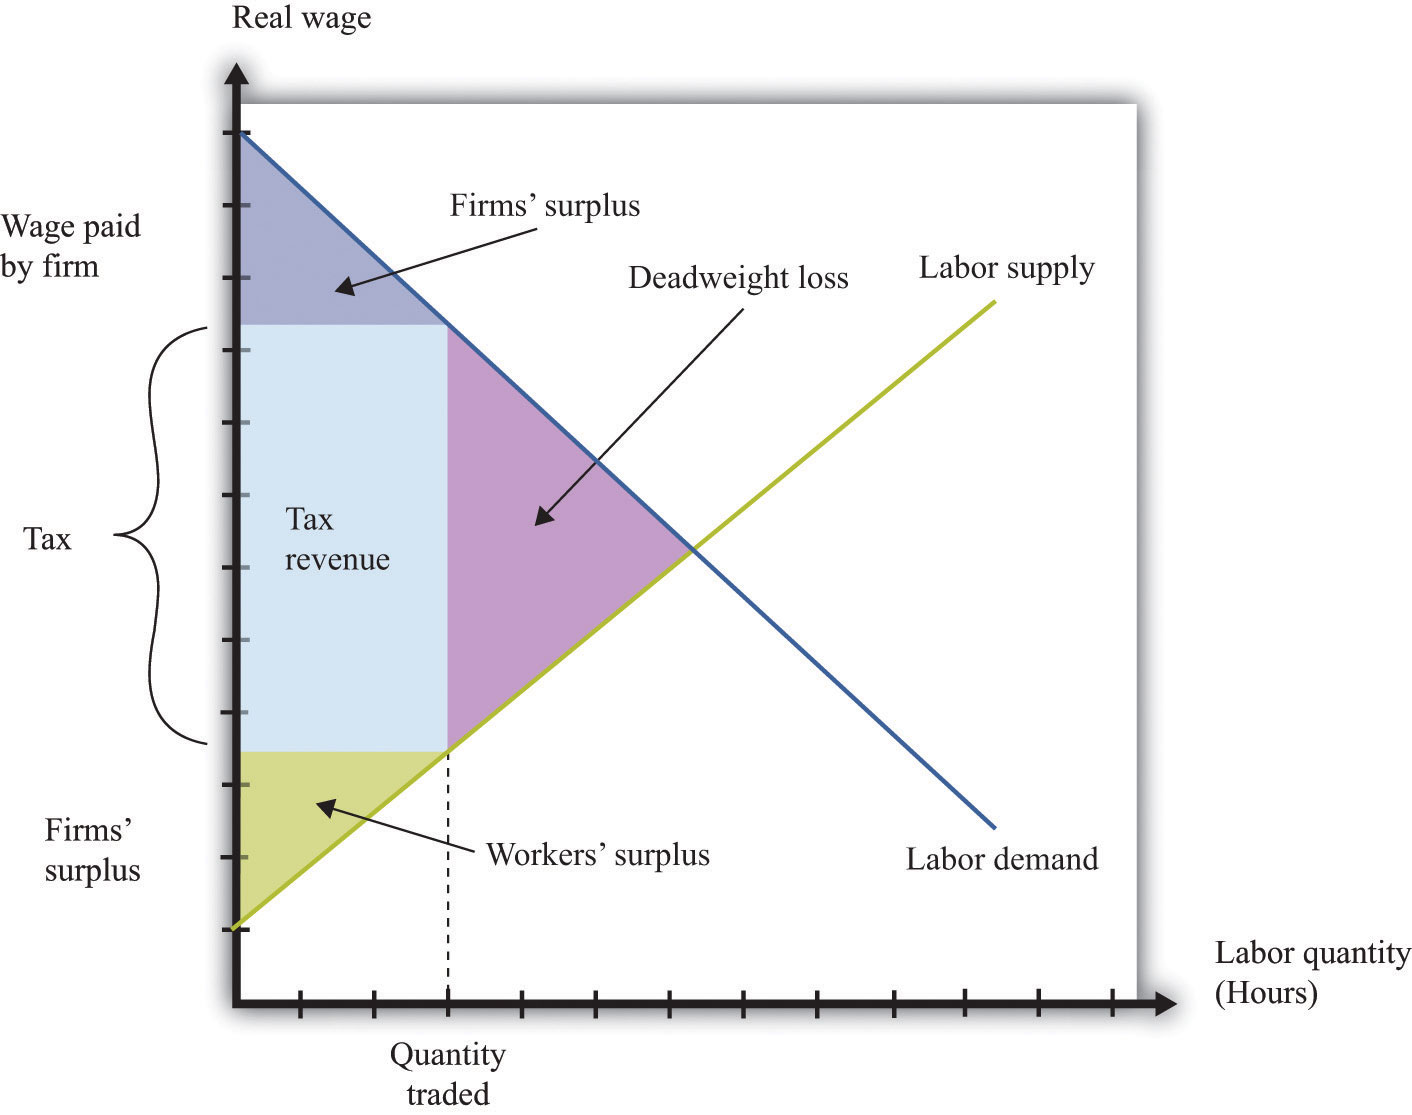 Real wage
Wage paid
by firm
Firms’ surplus
Deadweight loss
Labor supply
Tax
Tax
revenue
Firms’
surplus
Workers’ surplus
Labor demand
Labor quantity
(Hours)
Quantity
traded